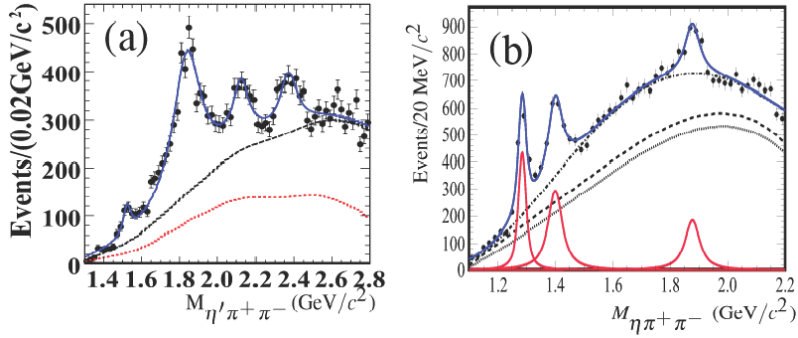 (a)
Events/(0.02GeV/c²)
500
400
300
200
100
0
1.4 1.6 1.8 2.0 2.2 2.4 2.6 2.8
M η′π+π− (GeV/c²)
(b)
Events/20 MeV/c²
900
800
700
600
500
400
300
200
100
0
1.2 1.4 1.6 1.8 2.0 2.2
M ηπ+π− (GeV/c²)